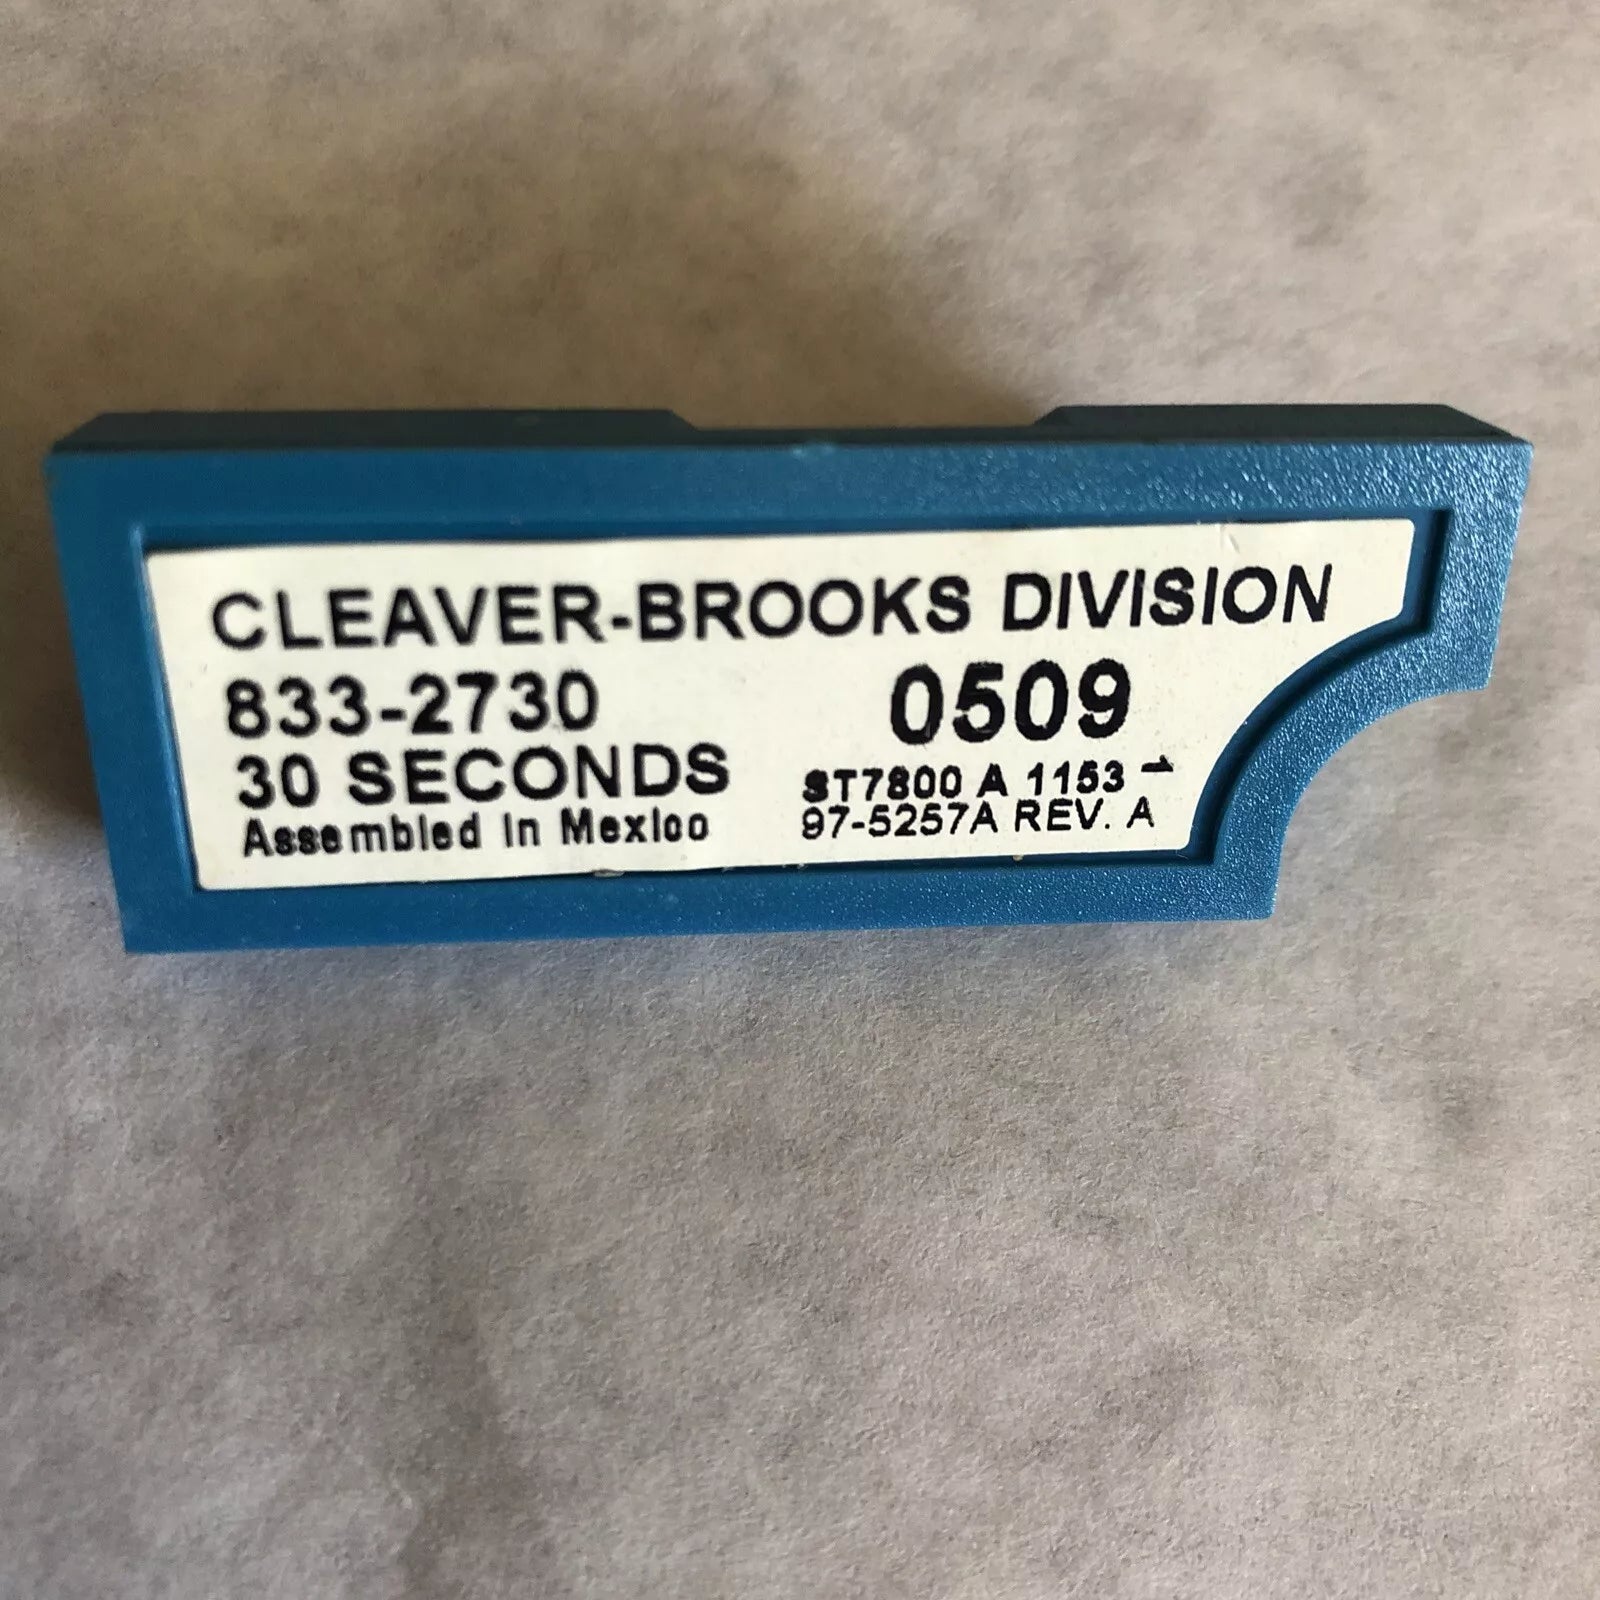 CLEAVER-BROOKS DIVISION
833-2730 0509
30 SECONDS
ST7800 A 1153
Assembled in Mexico
97-5257A REV. A